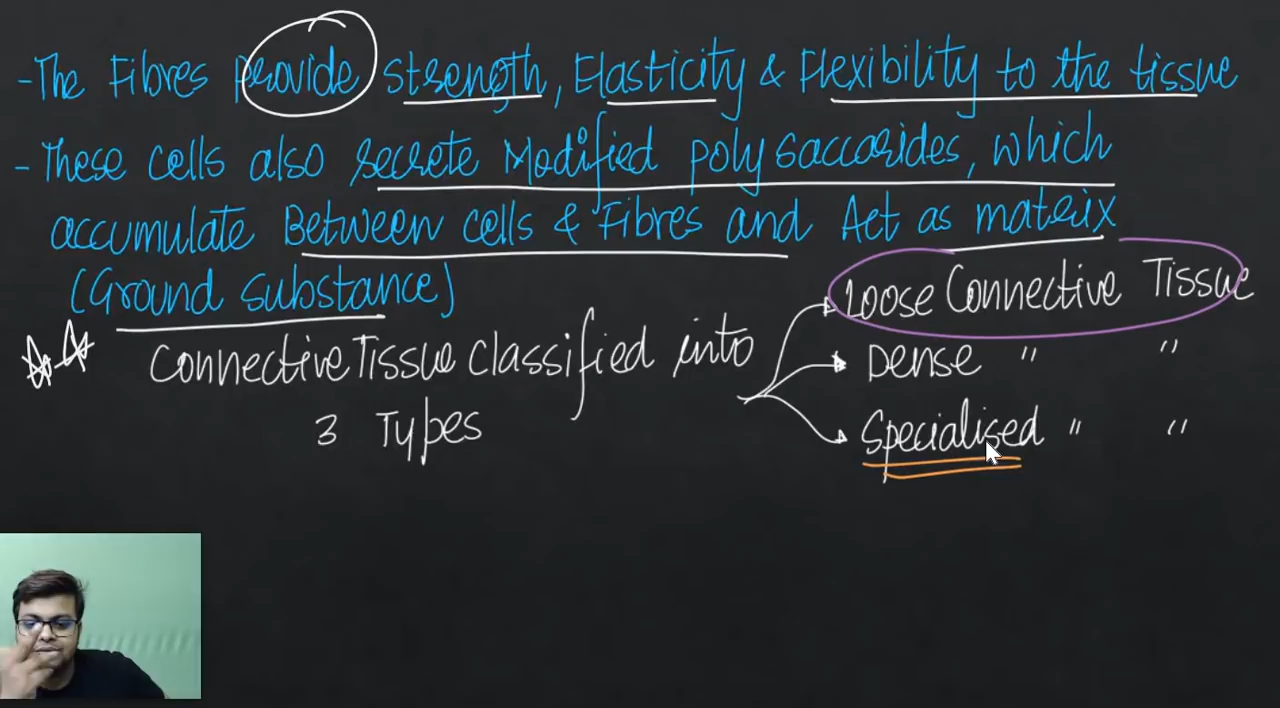 - The Fibres provide strength, Elasticity & Flexibility to the tissue
- These cells also secrete Modified polysaccarides, which
accumulate Between cells & Fibres and Act as matrix
(Ground substance)
Connective Tissue Classified into
3 Types
Loose Connective Tissue
Dense " "
Specialised " "